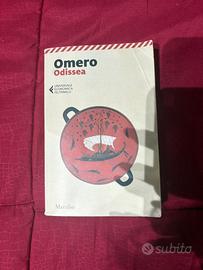 Omero
Odissea
UNIVERSALE
ECONOMICA
FELTRINELLI
Marsilio
subito